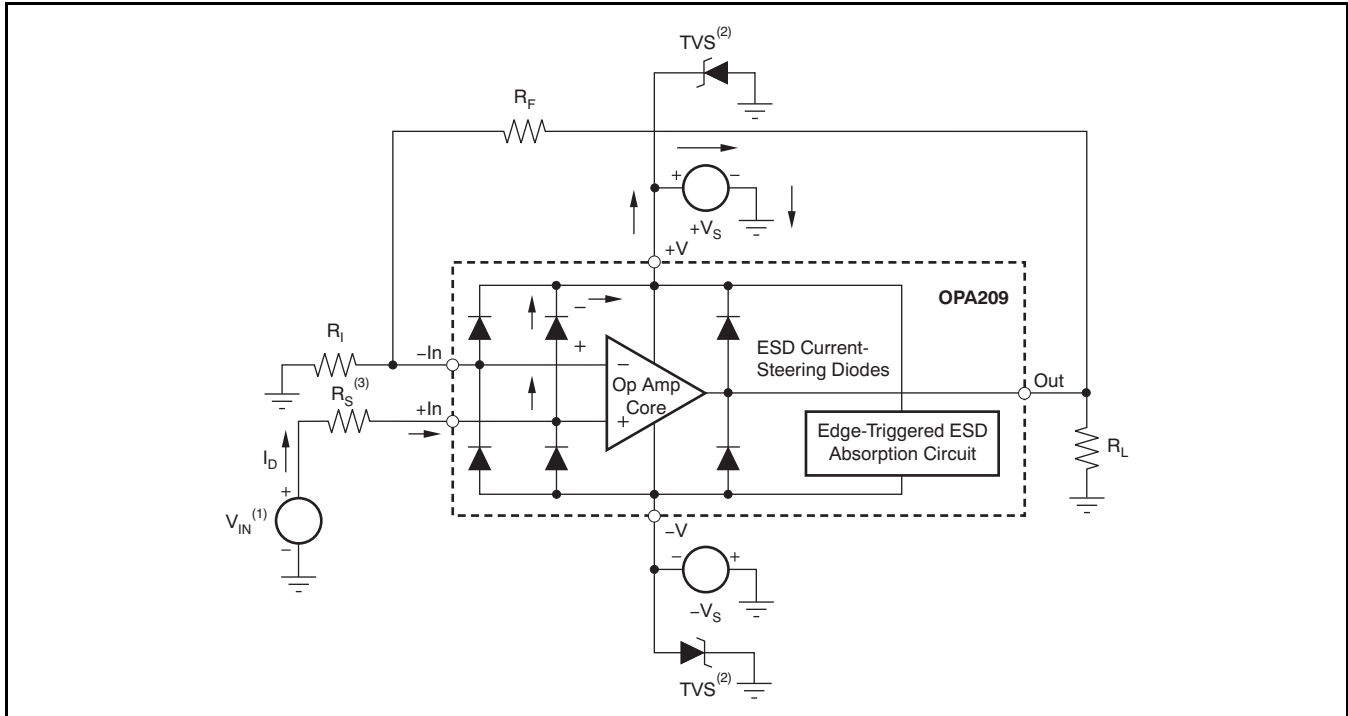 TVS(2)
RF
+ −
+VS
+V
OPA209
−
+
RI
−In
−
Op Amp
Core
+
ESD Current-
Steering Diodes
Out
RS(3)
+In
Edge-Triggered ESD
Absorption Circuit
RL
ID
+
VIN(1)
−
−V
− +
−VS
TVS(2)